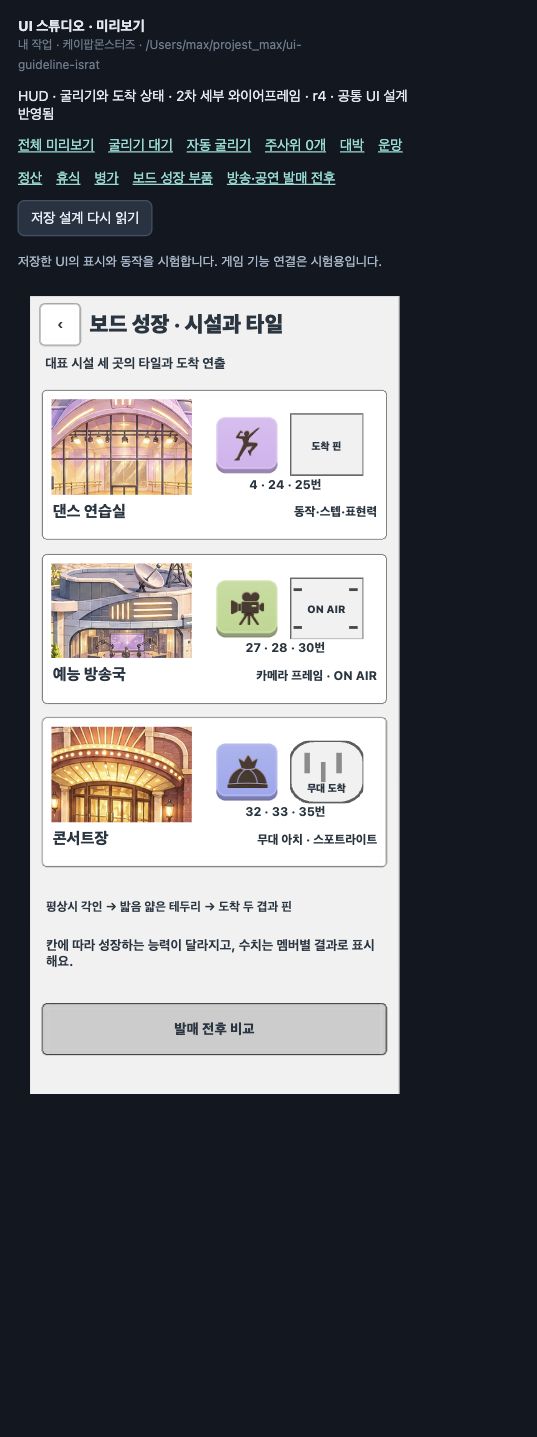 UI 스튜디오 · 미리보기
내 작업 · 케이팝몬스터즈 · /Users/max/projest_max/ui-
guideline-israt
HUD · 굴리기와 도착 상태 · 2차 세부 와이어프레임 · r4 · 공통 UI 설계
반영됨
전체 미리보기 굴리기 대기 자동 굴리기 주사위 0개 대박 운망
정산 휴식 병가 보드 성장 부품 방송·공연 발매 전후
저장 설계 다시 읽기
저장한 UI의 표시와 동작을 시험합니다. 게임 기능 연결은 시험용입니다.
‹ 보드 성장 · 시설과 타일
대표 시설 세 곳의 타일과 도착 연출
도착 핀
4 · 24 · 25번
댄스 연습실 동작·스텝·표현력
ON AIR
27 · 28 · 30번
예능 방송국 카메라 프레임 · ON AIR
무대 도착
32 · 33 · 35번
콘서트장 무대 아치 · 스포트라이트
평상시 각인 → 밟음 얇은 테두리 → 도착 두 겹과 핀
칸에 따라 성장하는 능력이 달라지고, 수치는 멤버별 결과로 표시
해요.
발매 전후 비교